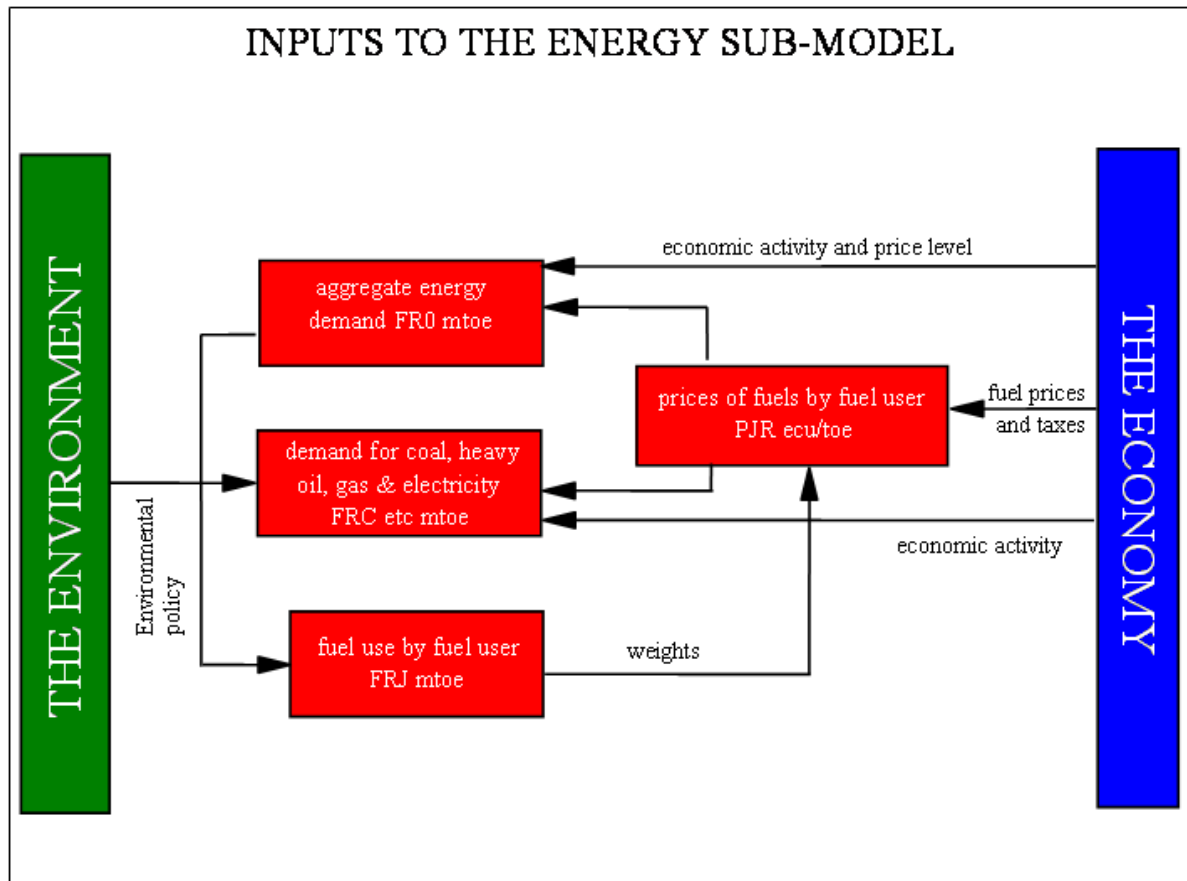 INPUTS TO THE ENERGY SUB-MODEL
THE ENVIRONMENT
Environmental
policy
aggregate energy
demand FR0 mtoe
demand for coal, heavy
oil, gas & electricity
FRC etc mtoe
fuel use by fuel user
FRJ mtoe
weights
economic activity and price level
prices of fuels by fuel user
PJR ecu/toe
fuel prices
and taxes
economic activity
THE ECONOMY